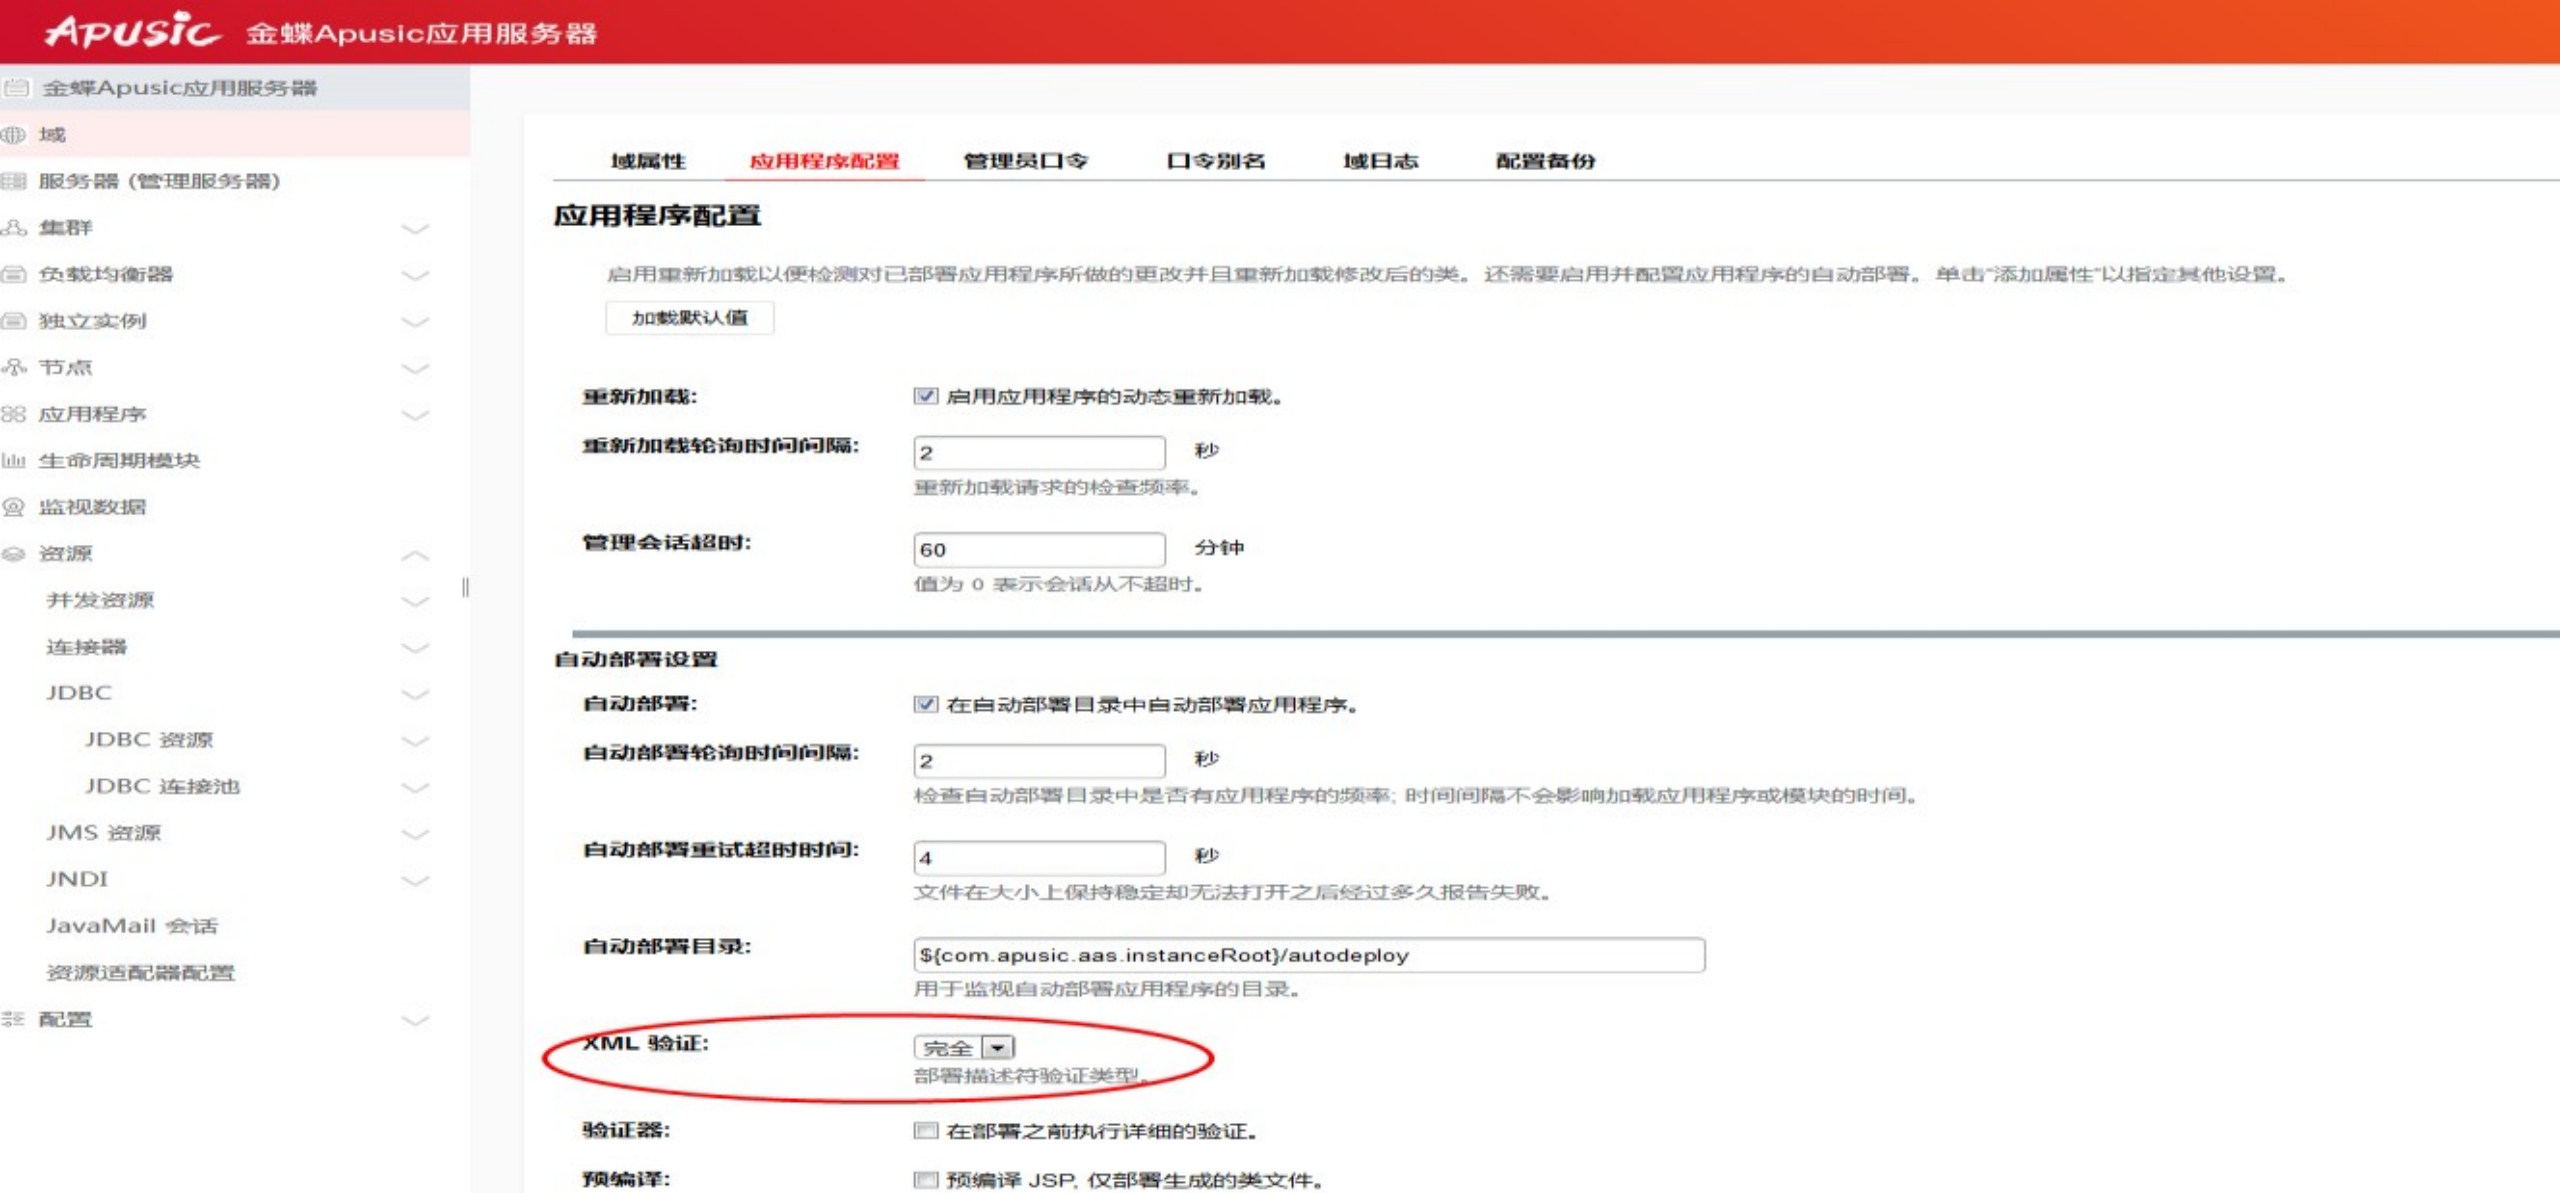 APUSIC 金蝶Apusic应用服务器
金蝶Apusic应用服务器
域
服务器 (管理服务器)
集群
负载均衡器
独立实例
节点
应用程序
生命周期模块
监视数据
资源
并发资源
连接器
JDBC
JDBC 资源
JDBC 连接池
JMS 资源
JNDI
JavaMail 会话
资源适配器配置
配置
域属性 应用程序配置 管理员口令 口令别名 域日志 配置备份
应用程序配置
启用重新加载以便检测对已部署应用程序所做的更改并且重新加载修改后的类。还需要启用并配置应用程序的自动部署。单击"添加属性"以指定其他设置。
加载默认值
重新加载: 启用应用程序的动态重新加载。
重新加载轮询时间间隔: 2 秒
重新加载请求的检查频率。
管理会话超时: 60 分钟
值为 0 表示会话从不超时。
自动部署设置
自动部署: 在自动部署目录中自动部署应用程序。
自动部署轮询时间间隔: 2 秒
检查自动部署目录中是否有应用程序的频率; 时间间隔不会影响加载应用程序或模块的时间。
自动部署重试超时时间: 4 秒
文件在大小上保持稳定却无法打开之后经过多久报告失败。
自动部署目录: ${com.apusic.aas.instanceRoot}/autodeploy
用于监视自动部署应用程序的目录。
XML 验证: 完全
部署描述符验证类型。
验证器: 在部署之前执行详细的验证。
预编译: 预编译 JSP, 仅部署生成的类文件。